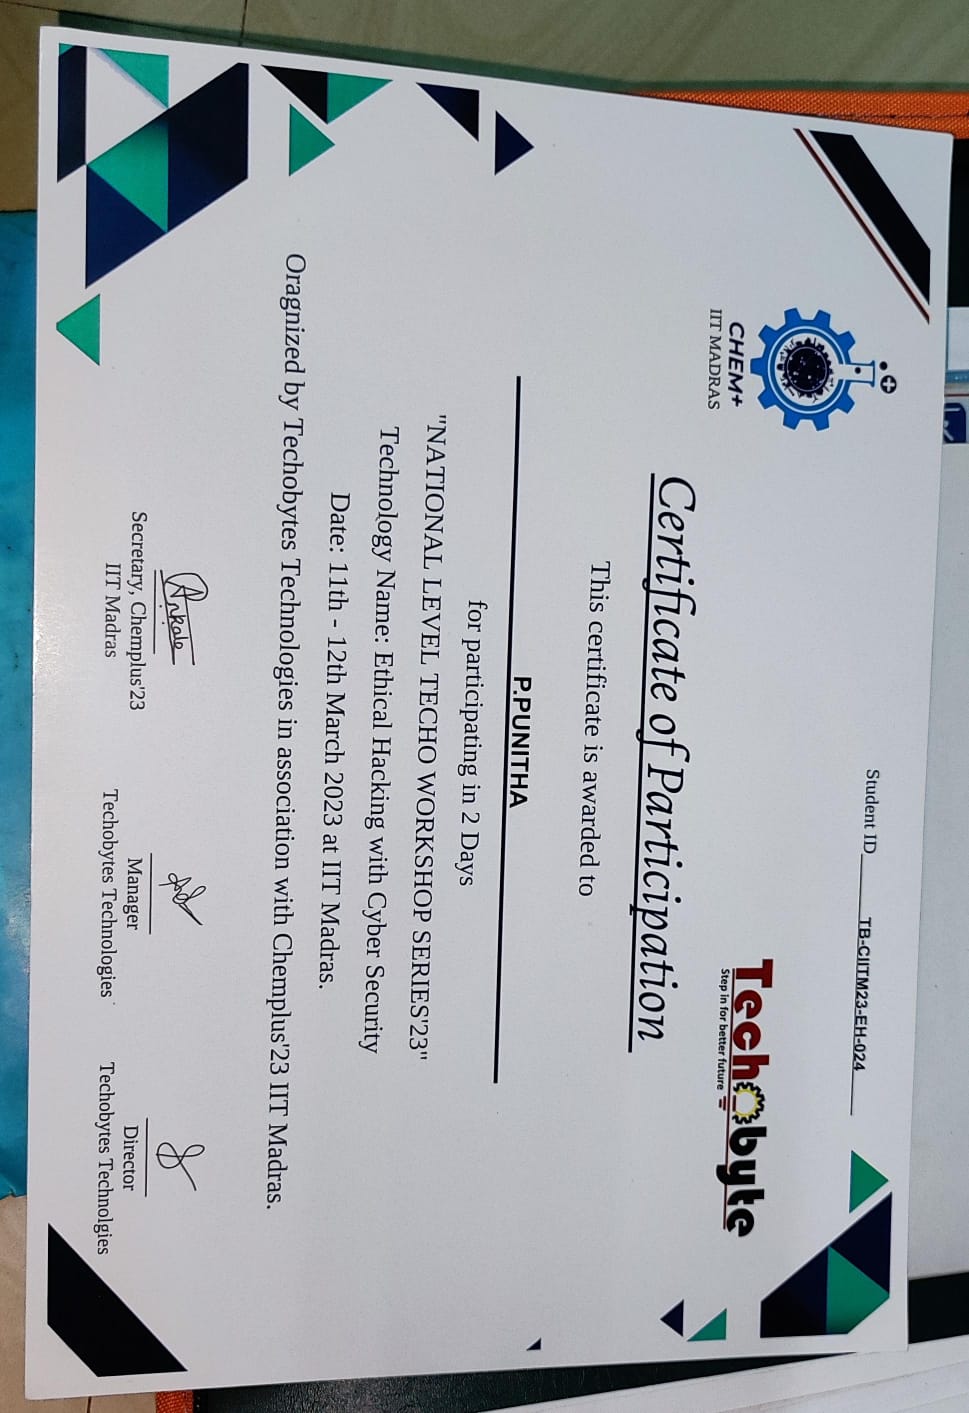 Student ID TB-CIITM23-EH-024
CHEM+
IIT MADRAS
Techobyte
Step in for better future
Certificate of Participation
This certificate is awarded to
P.PUNITHA
for participating in 2 Days
"NATIONAL LEVEL TECHO WORKSHOP SERIES'23"
Technology Name: Ethical Hacking with Cyber Security
Date: 11th - 12th March 2023 at IIT Madras.
Oragnized by Techobytes Technologies in association with Chemplus'23 IIT Madras.
Secretary, Chemplus'23
IIT Madras
Manager
Techobytes Technologies
Director
Techobytes Technolgies